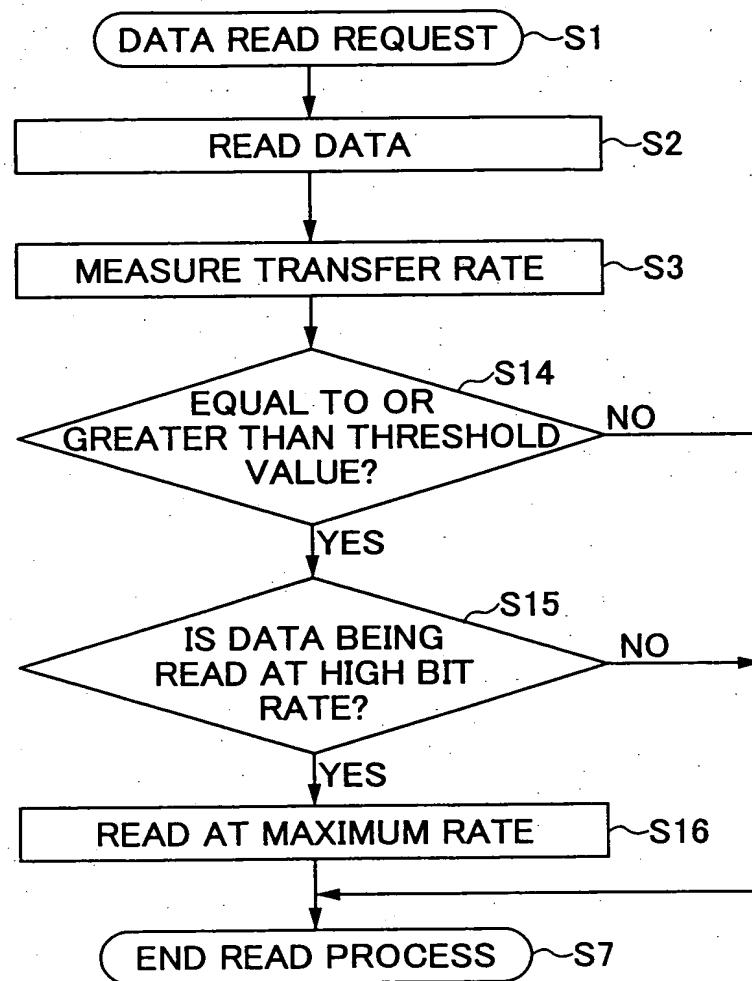 DATA READ REQUEST
S1
READ DATA
S2
MEASURE TRANSFER RATE
S3
S14
EQUAL TO OR
GREATER THAN THRESHOLD
VALUE?
NO
YES
S15
IS DATA BEING
READ AT HIGH BIT
RATE?
NO
YES
READ AT MAXIMUM RATE
S16
END READ PROCESS
S7